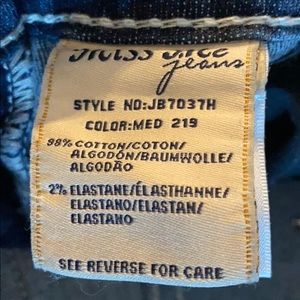 jeans
STYLE NO:JB7037H
COLOR:MED 219
98% COTTON/COTON/
ALGODÓN/BAUMWOLLE/
ALGODÃO
2% ELASTANE/ÉLASTHANNE/
ELASTANO/ELASTAN/
ELASTANO
SEE REVERSE FOR CARE